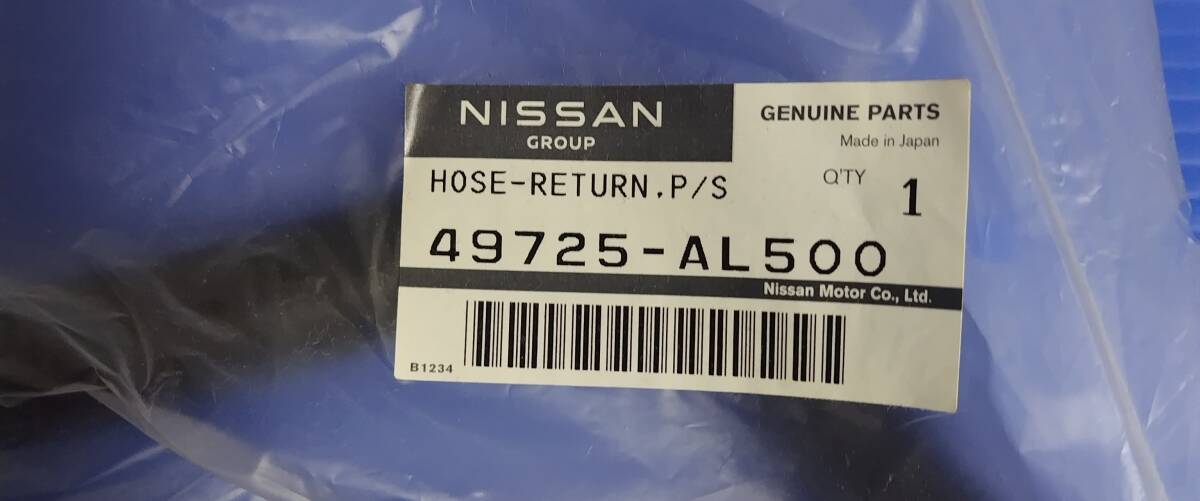 NISSAN
GROUP
GENUINE PARTS
Made in Japan
HOSE-RETURN.P/S
Q'TY 1
49725-AL500
Nissan Motor Co., Ltd.
B1234